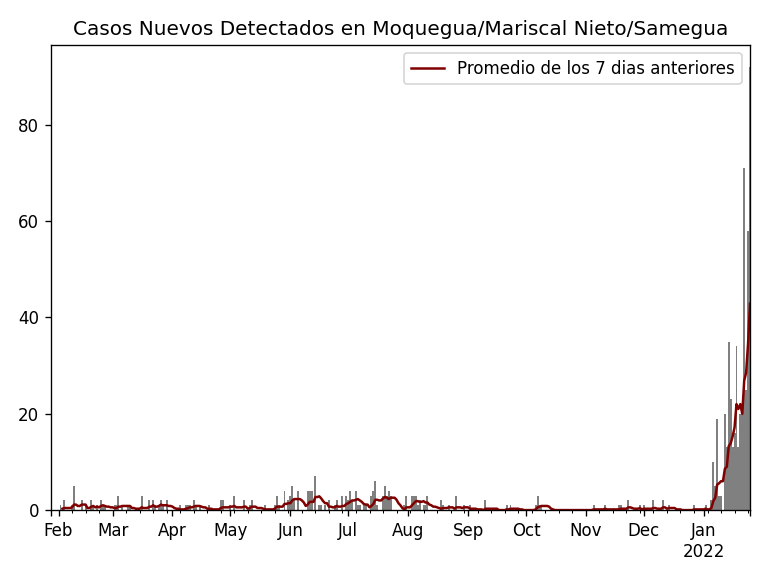 Casos Nuevos Detectados en Moquegua/Mariscal Nieto/Samegua
Promedio de los 7 dias anteriores
80
60
40
20
0
Feb Mar Apr May Jun Jul Aug Sep Oct Nov Dec Jan
2022